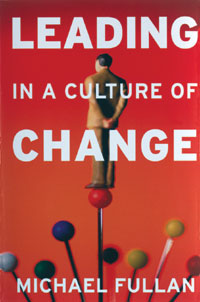 LEADING
IN A CULTURE OF
CHANGE
MICHAEL FULLAN